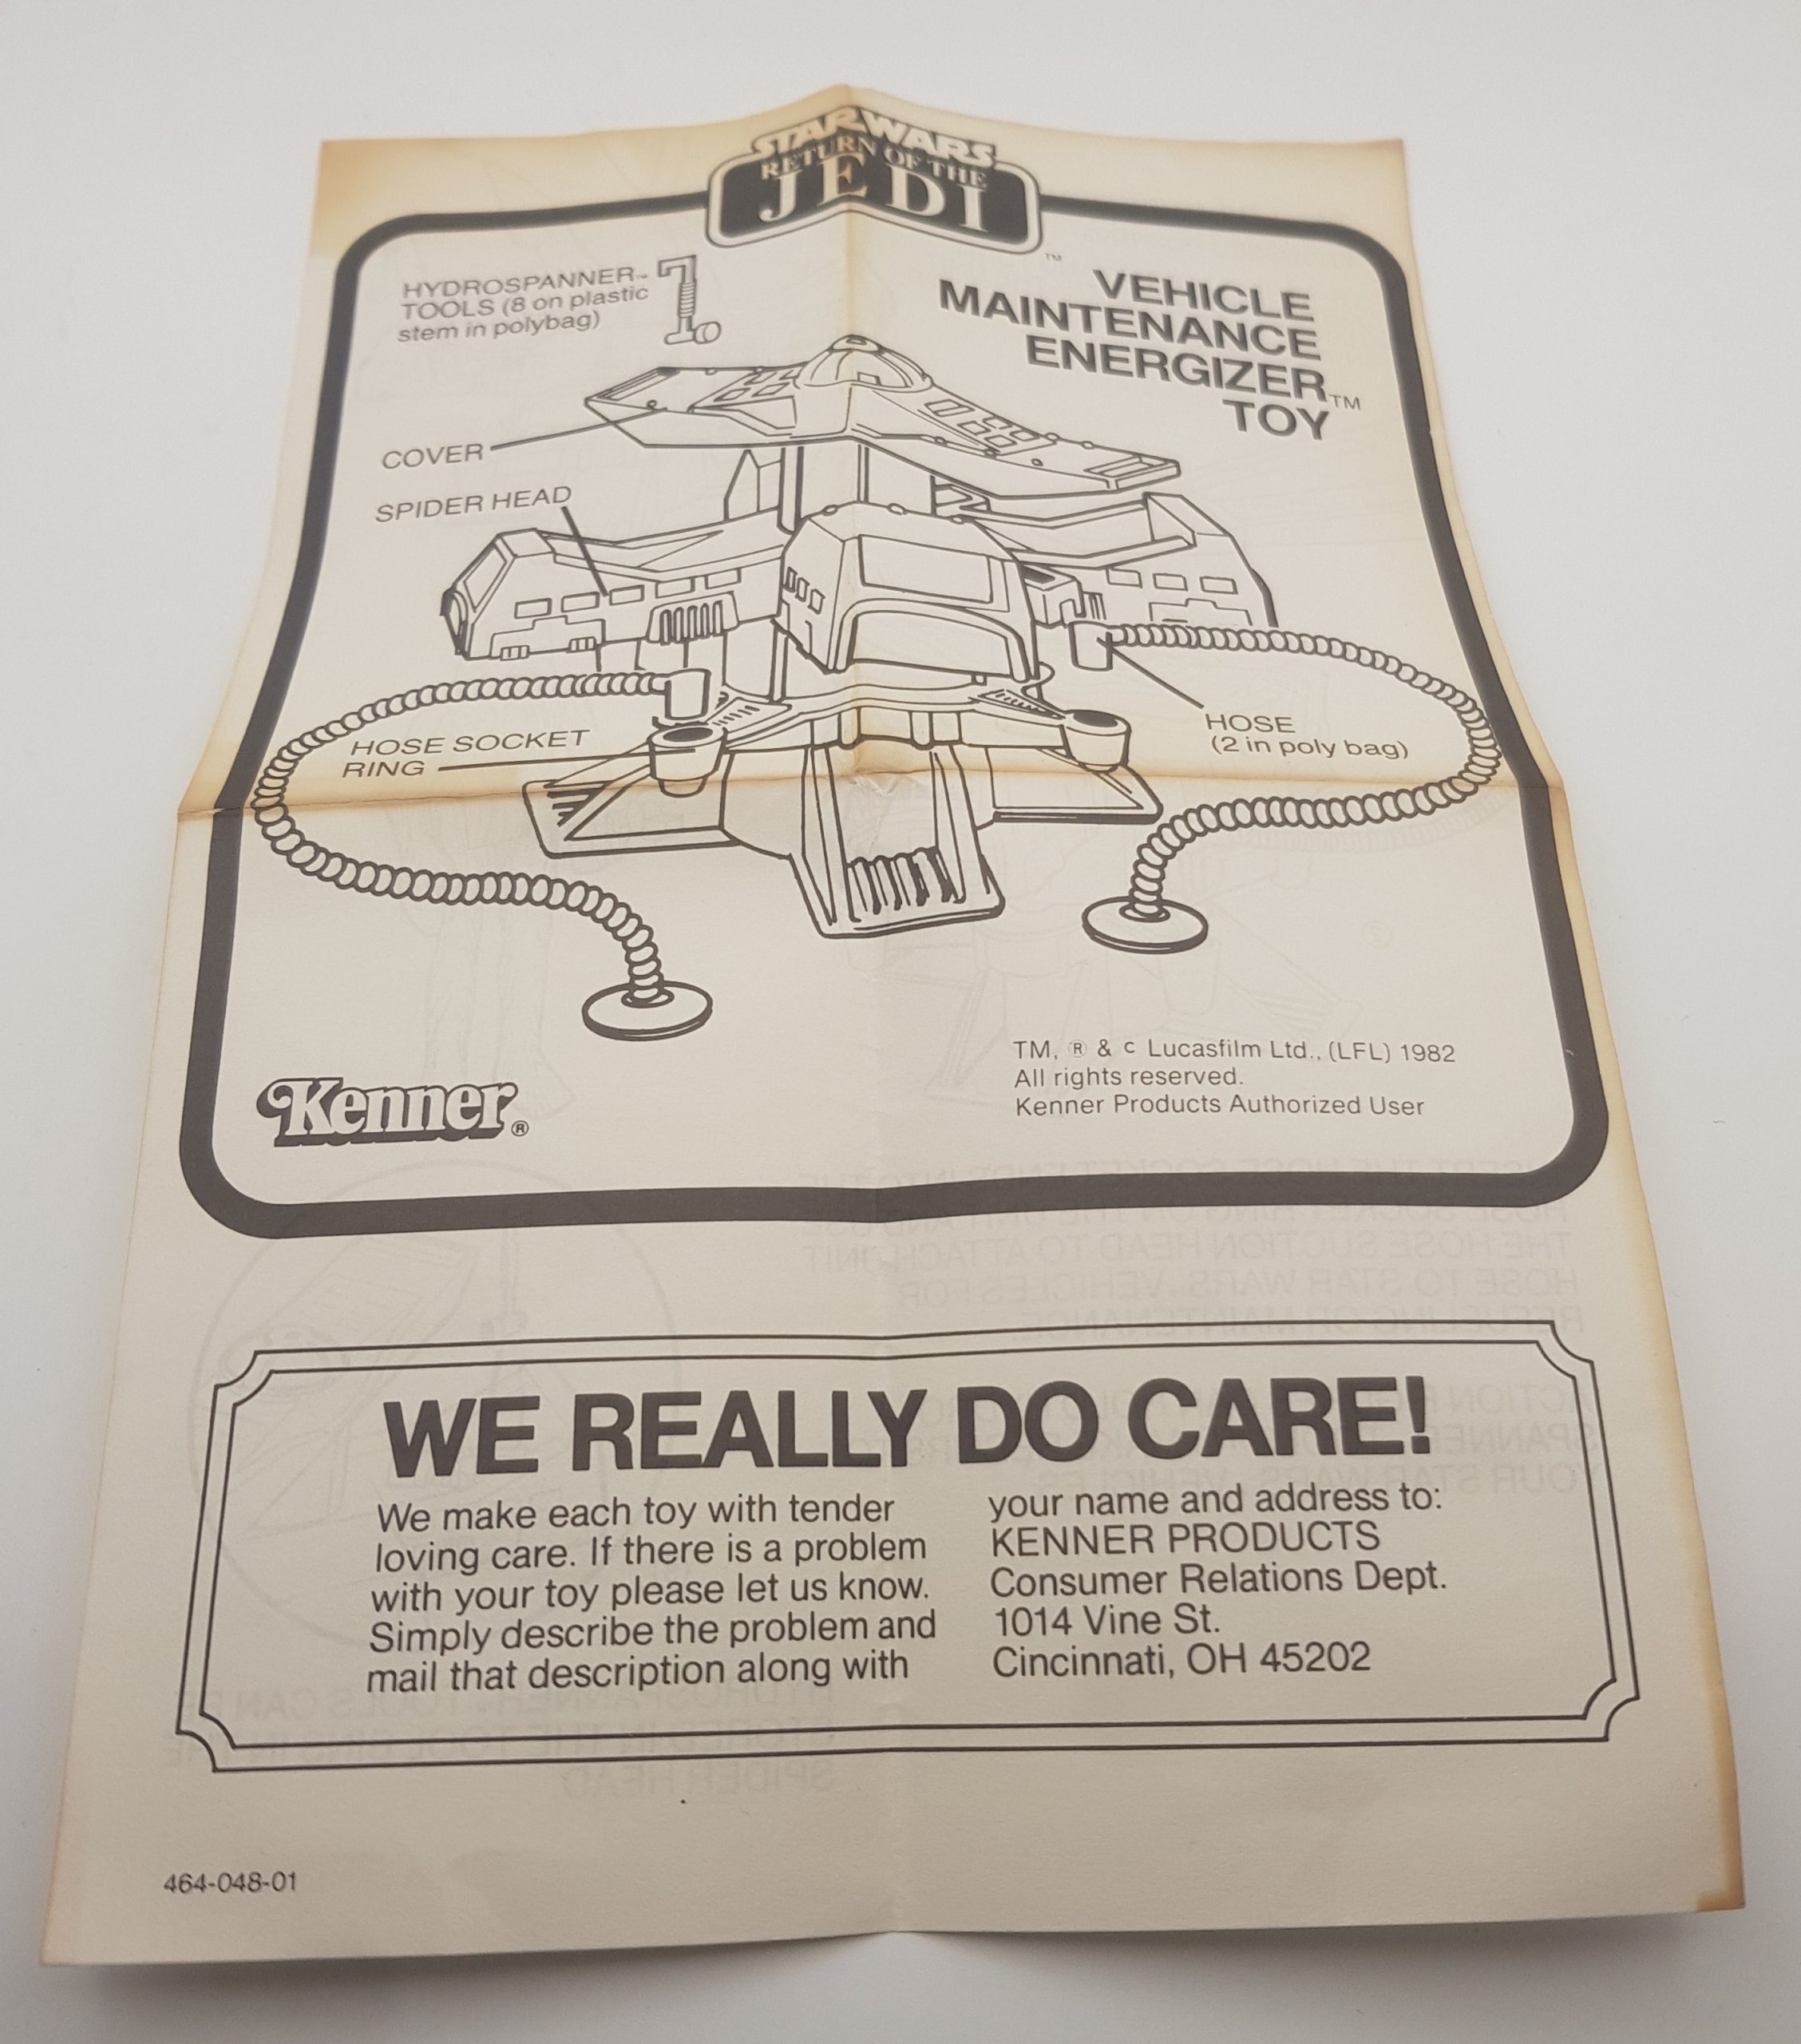 STAR WARS
RETURN OF THE
JEDI
TM
HYDROSPANNER™
TOOLS (8 on plastic
stem in polybag)
VEHICLE
MAINTENANCE
ENERGIZER™
TOY
COVER
SPIDER HEAD
HOSE SOCKET
RING
HOSE
(2 in poly bag)
TM, ® & c Lucasfilm Ltd., (LFL) 1982
All rights reserved.
Kenner Products Authorized User
Kenner®
WE REALLY DO CARE!
We make each toy with tender
loving care. If there is a problem
with your toy please let us know.
Simply describe the problem and
mail that description along with
your name and address to:
KENNER PRODUCTS
Consumer Relations Dept.
1014 Vine St.
Cincinnati, OH 45202
464-048-01